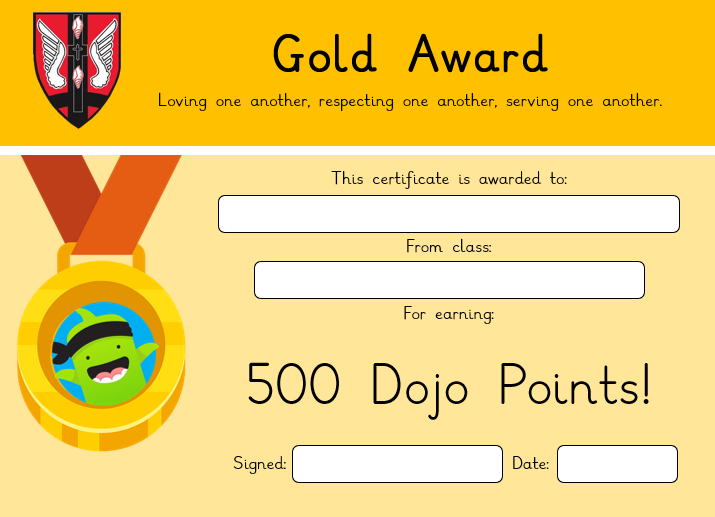 Gold Award
Loving one another, respecting one another, serving one another.
This certificate is awarded to:
From class:
For earning:
500 Dojo Points!
Signed: Date: